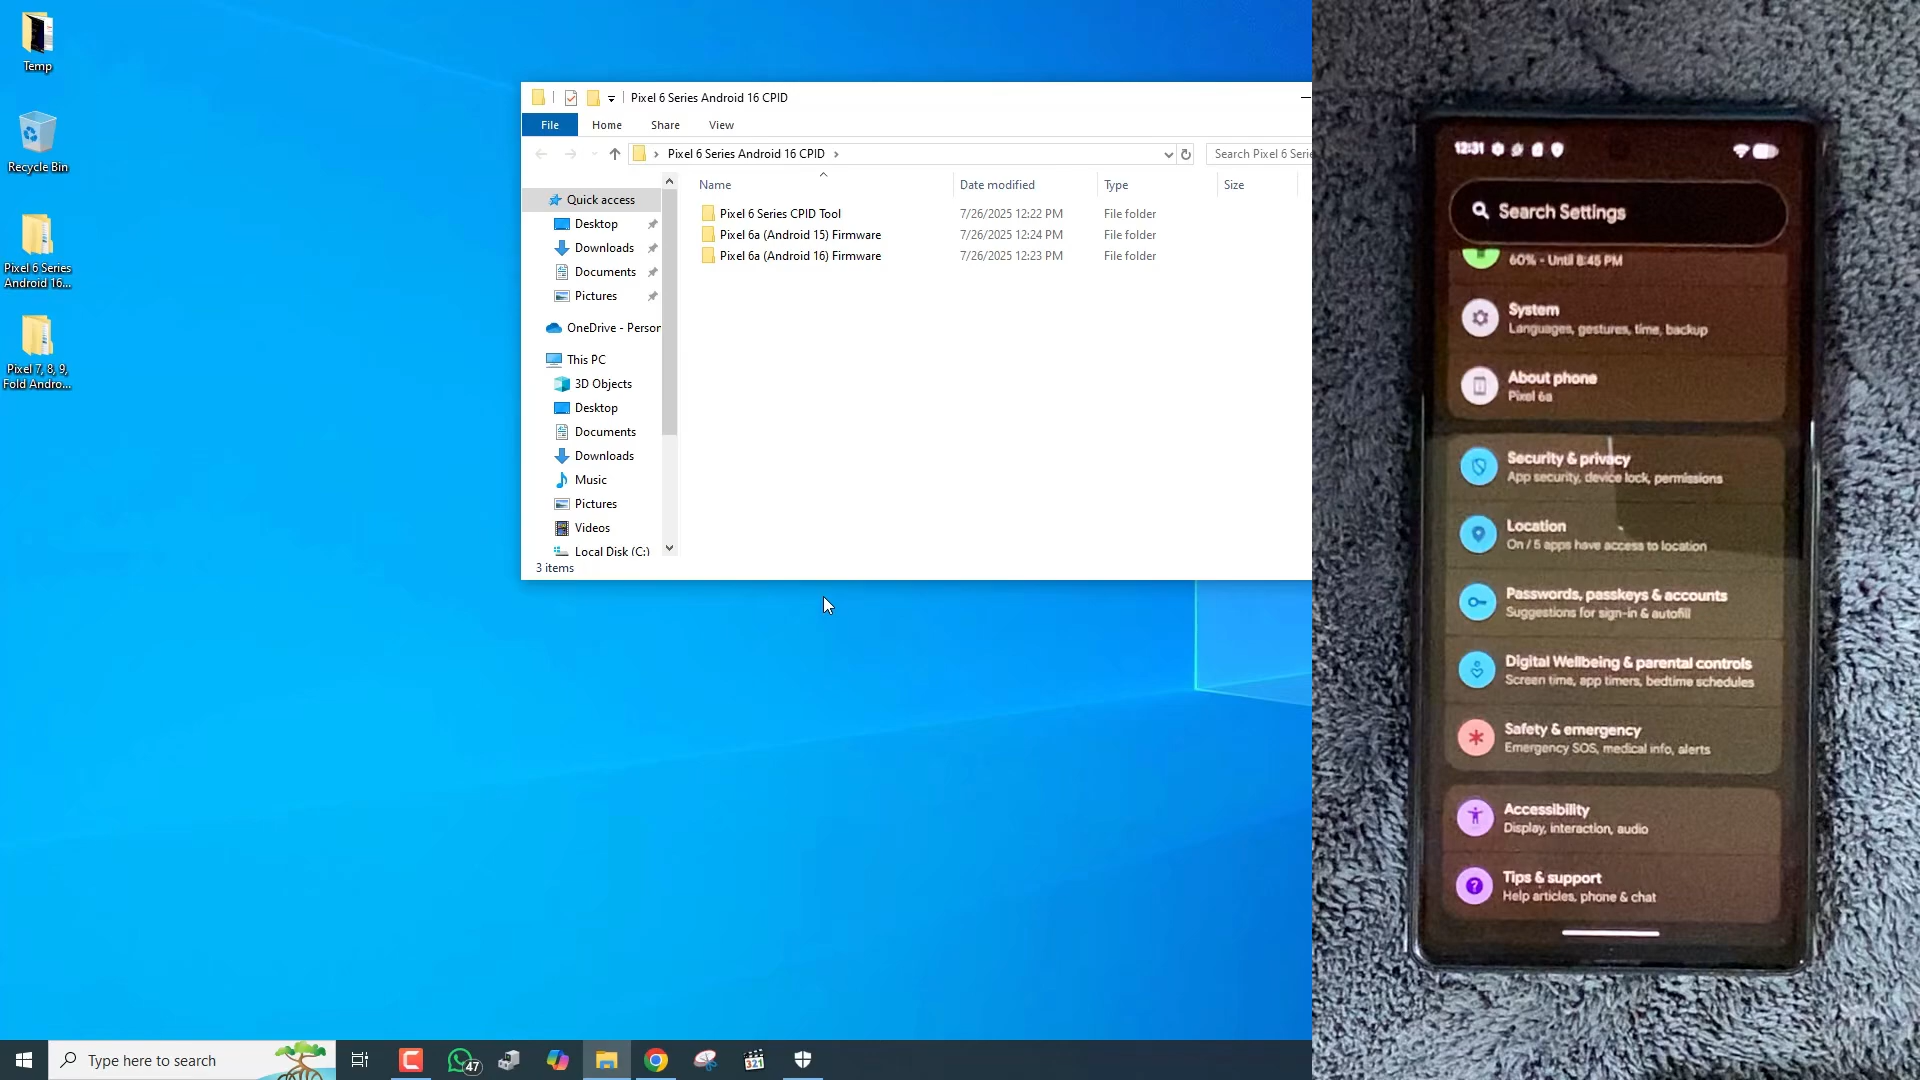 Temp
Recycle Bin
Pixel 6 Series
Android 16...
Pixel 7, 8, 9,
Fold Andro...
Pixel 6 Series Android 16 CPID
File
Home
Share
View
Pixel 6 Series Android 16 CPID
Search Pixel 6 Serie
Name
Date modified
Type
Size
Pixel 6 Series CPID Tool
7/26/2025 12:22 PM
File folder
Pixel 6a (Android 15) Firmware
7/26/2025 12:24 PM
File folder
Pixel 6a (Android 16) Firmware
7/26/2025 12:23 PM
File folder
Quick access
Desktop
Downloads
Documents
Pictures
OneDrive - Person
This PC
3D Objects
Desktop
Documents
Downloads
Music
Pictures
Videos
Local Disk (C:)
3 items
Type here to search
47
321
12:31
Search Settings
60% - Until 8:45 PM
System
Languages, gestures, time, backup
About phone
Pixel 6a
Security & privacy
App security, device lock, permissions
Location
On / 5 apps have access to location
Passwords, passkeys & accounts
Suggestions for sign-in & autofill
Digital Wellbeing & parental controls
Screen time, app timers, bedtime schedules
Safety & emergency
Emergency SOS, medical info, alerts
Accessibility
Display, interaction, audio
Tips & support
Help articles, phone & chat